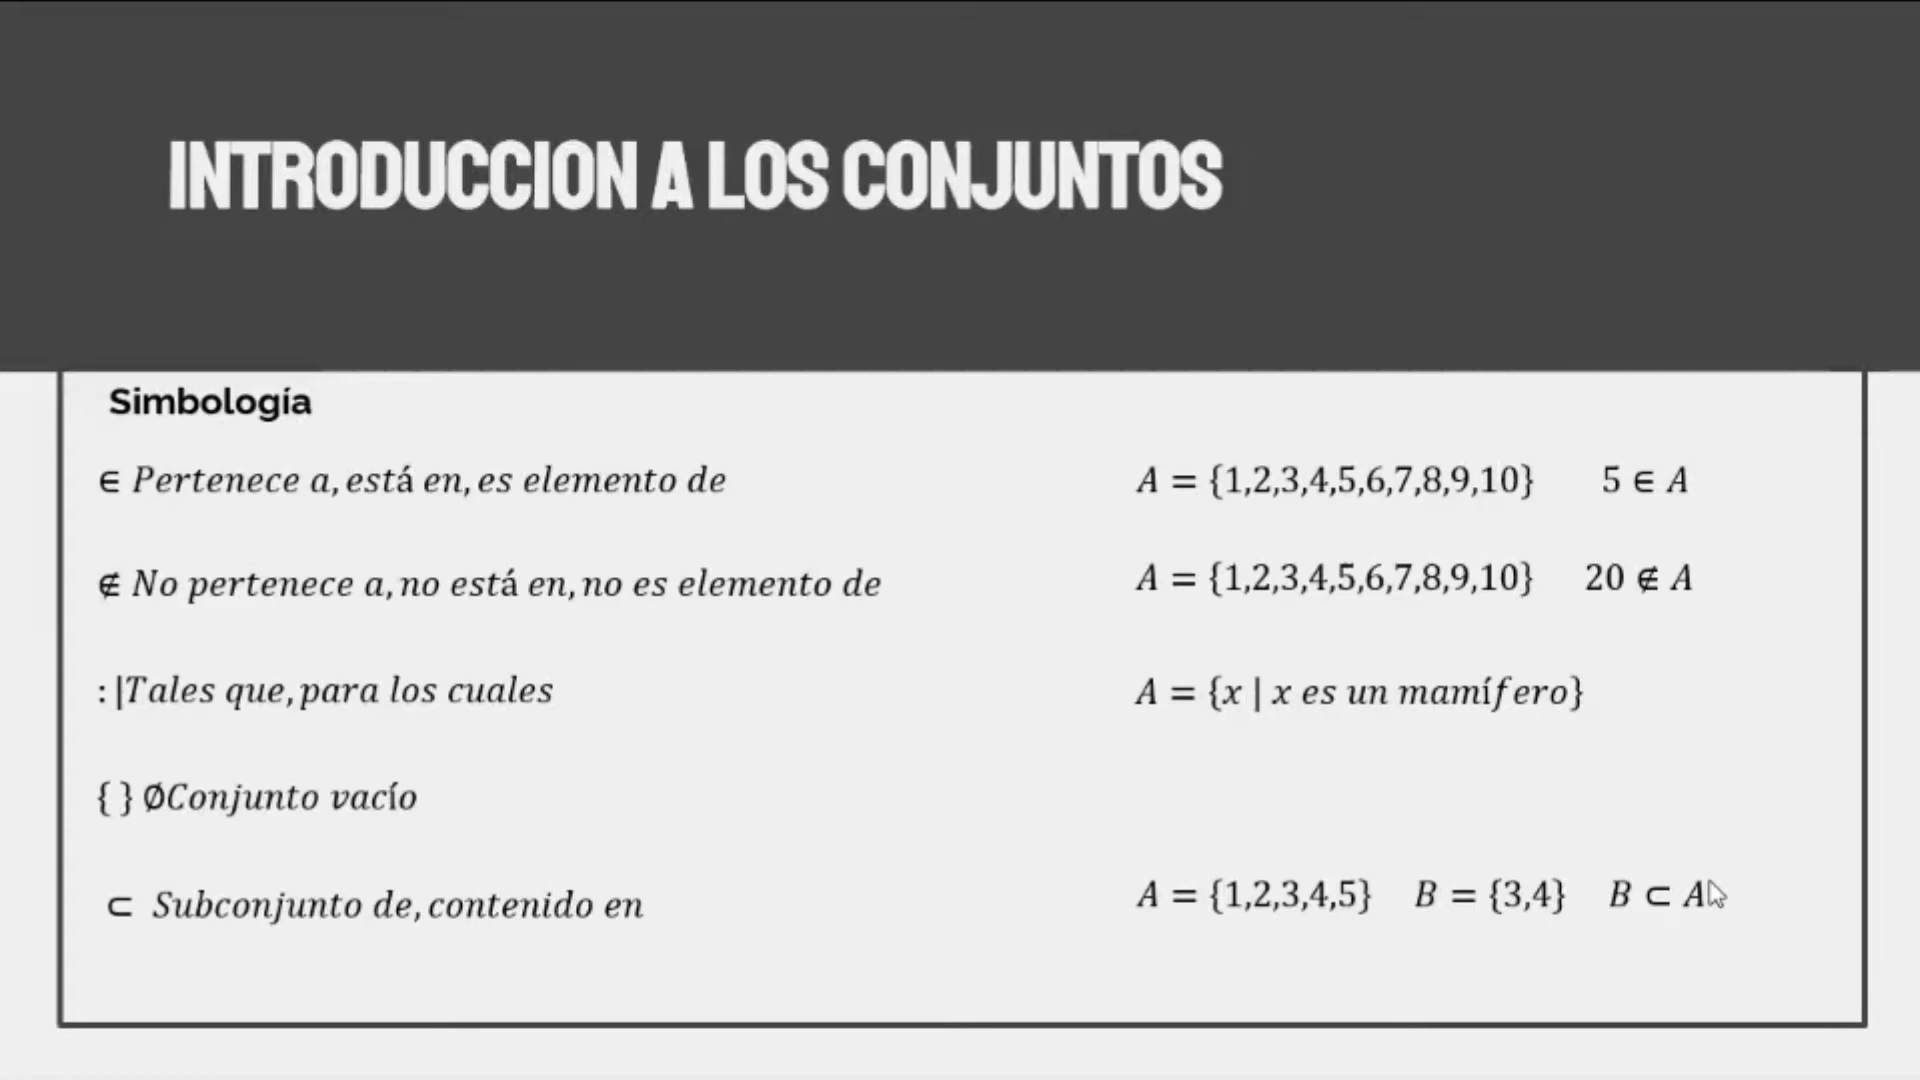 INTRODUCCION A LOS CONJUNTOS
Simbología
∈ Pertenece a, está en, es elemento de
A = {1,2,3,4,5,6,7,8,9,10} 5 ∈ A
∉ No pertenece a, no está en, no es elemento de
A = {1,2,3,4,5,6,7,8,9,10} 20 ∉ A
: |Tales que, para los cuales
A = {x | x es un mamífero}
{ } ∅Conjunto vacío
⊂ Subconjunto de, contenido en
A = {1,2,3,4,5} B = {3,4} B ⊂ A